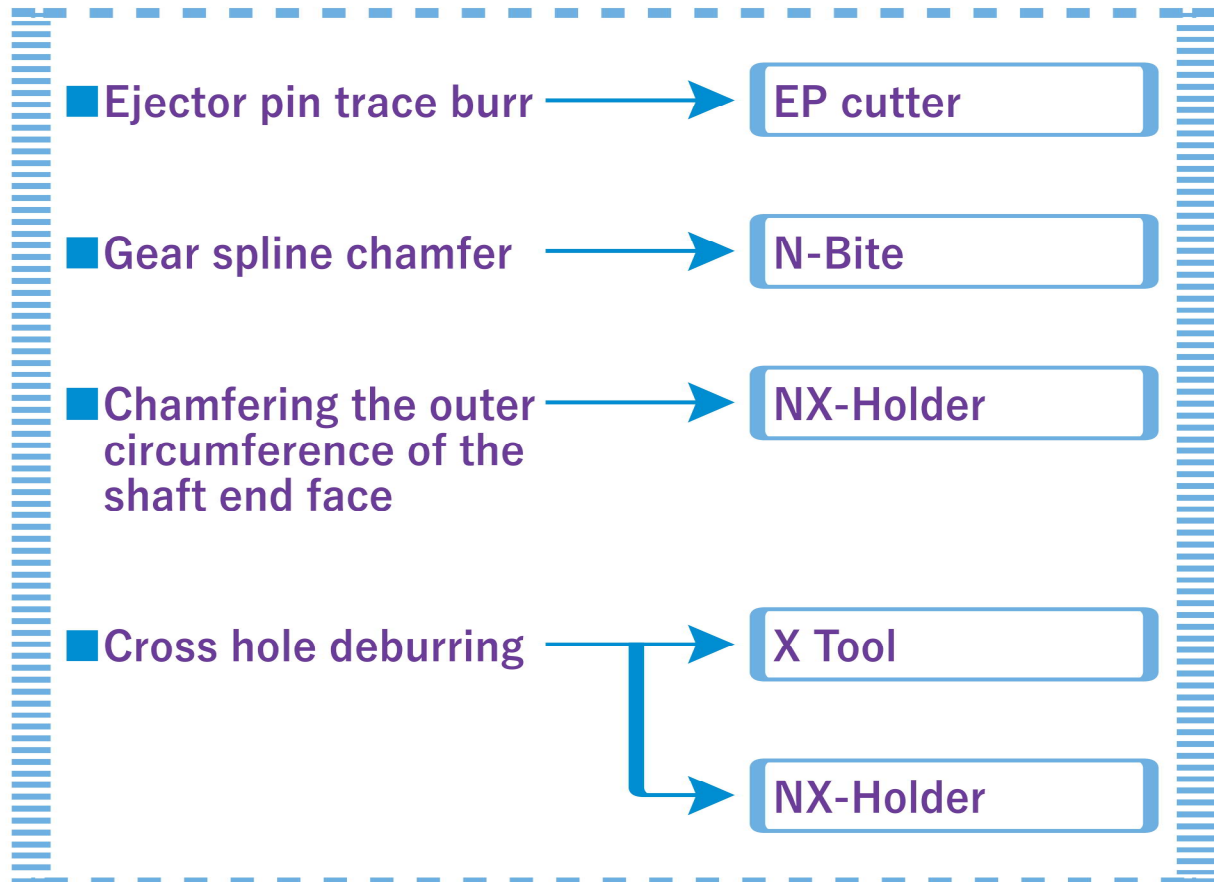 ■Ejector pin trace burr
EP cutter
■Gear spline chamfer
N-Bite
■Chamfering the outer
circumference of the
shaft end face
NX-Holder
■Cross hole deburring
X Tool
NX-Holder